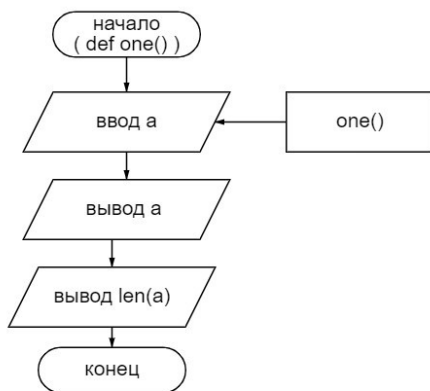 начало
( def one() )
ввод a
one()
вывод a
вывод len(a)
конец